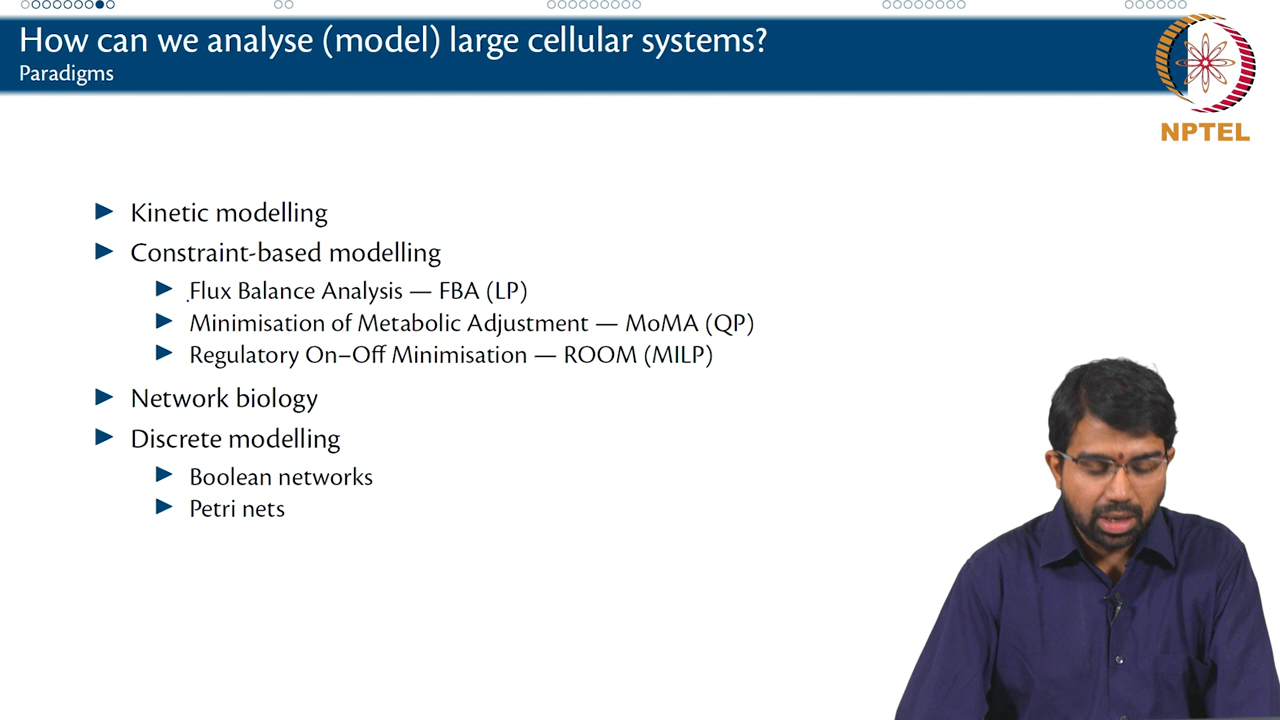 How can we analyse (model) large cellular systems?
Paradigms
NPTEL
Kinetic modelling
Constraint-based modelling
Flux Balance Analysis — FBA (LP)
Minimisation of Metabolic Adjustment — MoMA (QP)
Regulatory On–Off Minimisation — ROOM (MILP)
Network biology
Discrete modelling
Boolean networks
Petri nets